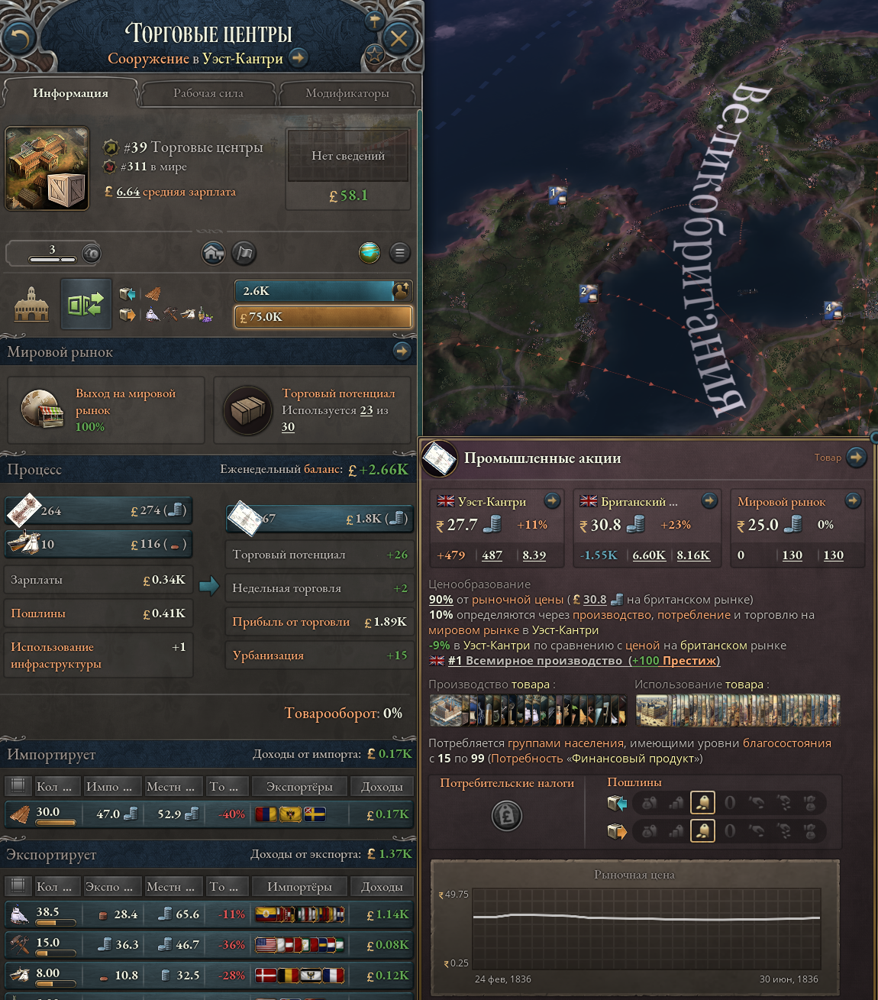 Торговые центры
Сооружение в Уэст-Кантри
Информация
Рабочая сила
Модификаторы
#39 Торговые центры
#311 в мире
£ 6.64 средняя зарплата
Нет сведений
£58.1
3
2.6K
£75.0K
Мировой рынок
Выход на мировой
рынок
100%
Торговый потенциал
Используется 23 из
30
Процесс
Еженедельный баланс: £+2.66K
264
£274 ( )
10
£116 ( )
Зарплаты
£0.34K
Пошлины
£0.41K
Использование
инфраструктуры
+1
67
£1.8K ( )
Торговый потенциал
+26
Недельная торговля
+2
Прибыль от торговли
£1.89K
Урбанизация
+15
Товарооборот: 0%
Импортирует
Доходы от импорта: £0.17K
Кол ...
Импо ...
Местн ...
То ...
Экспортёры
Доходы
30.0
47.0
52.9
-40%
£0.17K
Экспортирует
Доходы от экспорта: £1.37K
Кол ...
Экспо ...
Местн ...
То ...
Импортёры
Доходы
38.5
28.4
65.6
-11%
£1.14K
15.0
36.3
46.7
-36%
£0.08K
8.00
10.8
32.5
-28%
£0.12K
Великобритания
1
2
4
Промышленные акции
Товар
Уэст-Кантри
27.7
+11%
+479
487
8.39
Британский ...
30.8
+23%
-1.55K
6.60K
8.16K
Мировой рынок
25.0
0%
0
130
130
Ценообразование
90% от рыночной цены (£30.8 на британском рынке)
10% определяются через производство, потребление и торговлю на
мировом рынке в Уэст-Кантри
-9% в Уэст-Кантри по сравнению с ценой на британском рынке
#1 Всемирное производство (+100 Престиж)
Производство товара :
Использование товара :
Потребляется группами населения, имеющими уровни благосостояния
с 15 по 99 (Потребность «Финансовый продукт»)
Потребительские налоги
Пошлины
Рыночная цена
49.75
0.25
24 фев, 1836
30 июн, 1836